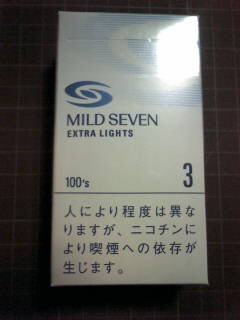 MILD SEVEN
EXTRA LIGHTS
100's
3
人により程度は異な
りますが、ニコチンに
より喫煙への依存が
生じます。